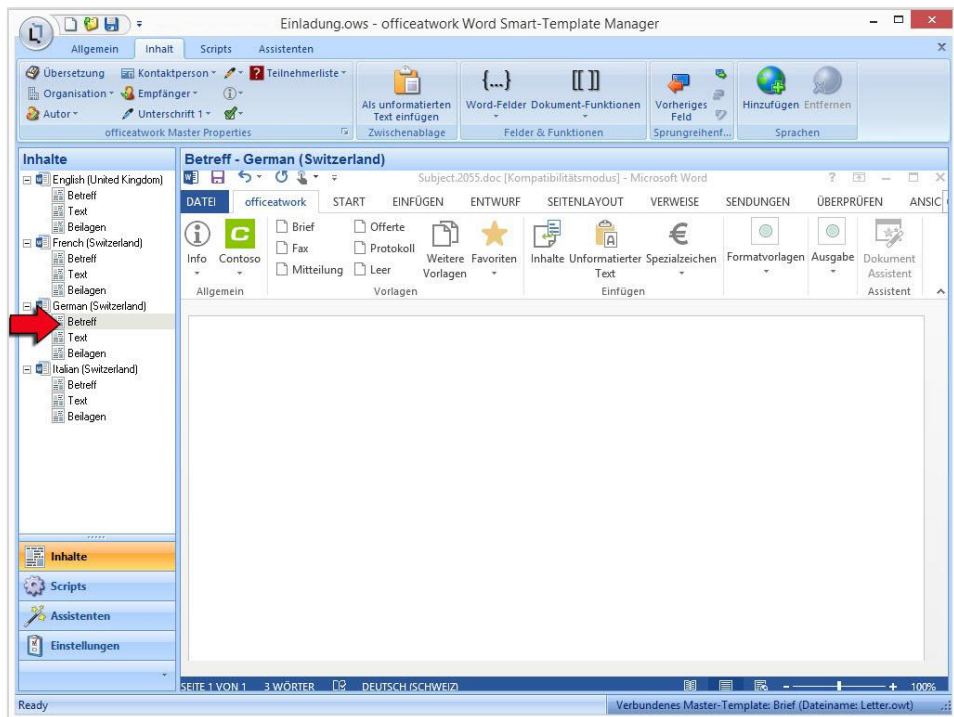 Einladung.ows - officeatwork Word Smart-Template Manager
Allgemein Inhalt Scripts Assistenten
Übersetzung Kontaktperson Teilnehmerliste
Organisation Empfänger
Autor Unterschrift 1
officeatwork Master Properties
Als unformatierten
Text einfügen
Zwischenablage
{...} [[ ]]
Word-Felder Dokument-Funktionen
Felder & Funktionen
Vorheriges
Feld
Sprungreihenf...
Hinzufügen Entfernen
Sprachen
Inhalte
English (United Kingdom)
Betreff
Text
Beilagen
French (Switzerland)
Betreff
Text
Beilagen
German (Switzerland)
Betreff
Text
Beilagen
Italian (Switzerland)
Betreff
Text
Beilagen
Inhalte
Scripts
Assistenten
Einstellungen
Betreff - German (Switzerland)
Subject.2055.doc [Kompatibilitätsmodus] - Microsoft Word
DATEI officeatwork START EINFÜGEN ENTWURF SEITENLAYOUT VERWEISE SENDUNGEN ÜBERPRÜFEN ANSIC
Info Contoso
Allgemein
Brief Offerte
Fax Protokoll
Mitteilung Leer
Weitere
Vorlagen
Favoriten
Vorlagen
Inhalte Unformatierter
Text
Spezialzeichen
Einfügen
Formatvorlagen Ausgabe
Dokument
Assistent
Assistent
SEITE 1 VON 1 3 WÖRTER DEUTSCH (SCHWEIZ) 100%
Ready Verbundenes Master-Template: Brief (Dateiname: Letter.owt)